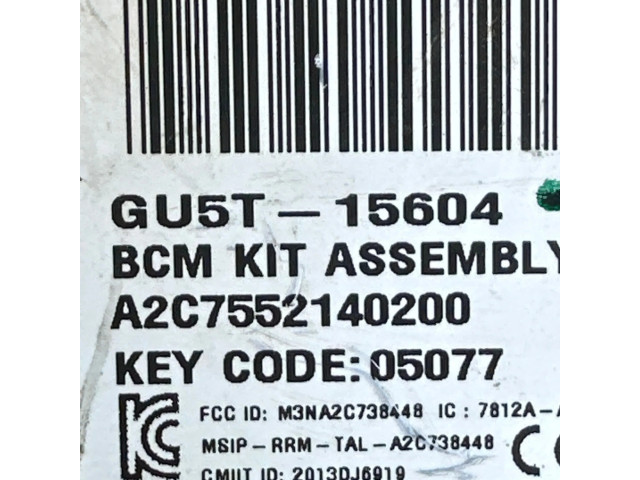 GU5T-15604
BCM KIT ASSEMBLY
A2C7552140200
KEY CODE: 05077
FCC ID: M3NA2C738448 IC : 7812A-A
MSIP-RRM-TAL-A2C738448
CMIIT ID: 2013DJ6919